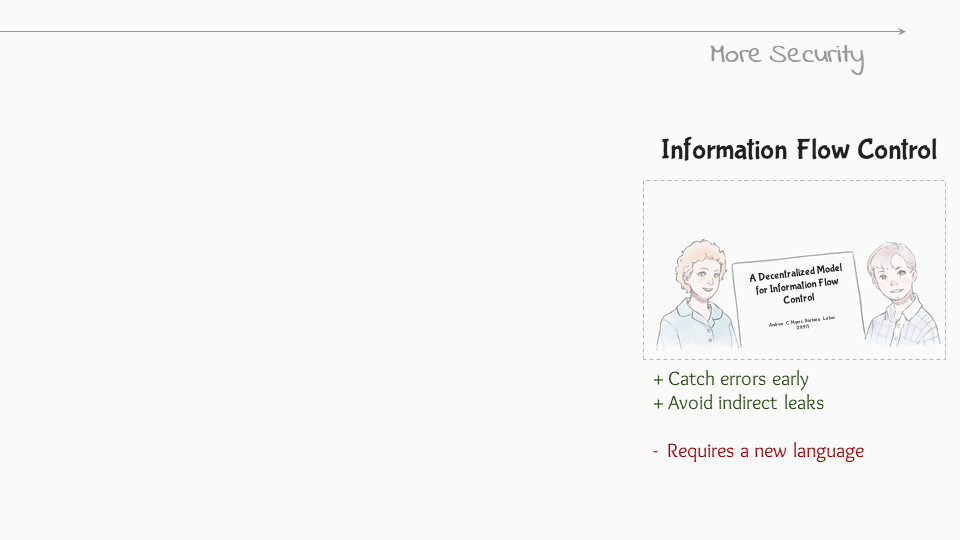 More Security
Information Flow Control
A Decentralized Model
for Information Flow
Control
Andrew C. Myers, Barbara Liskov
(1997)
+ Catch errors early
+ Avoid indirect leaks
- Requires a new language